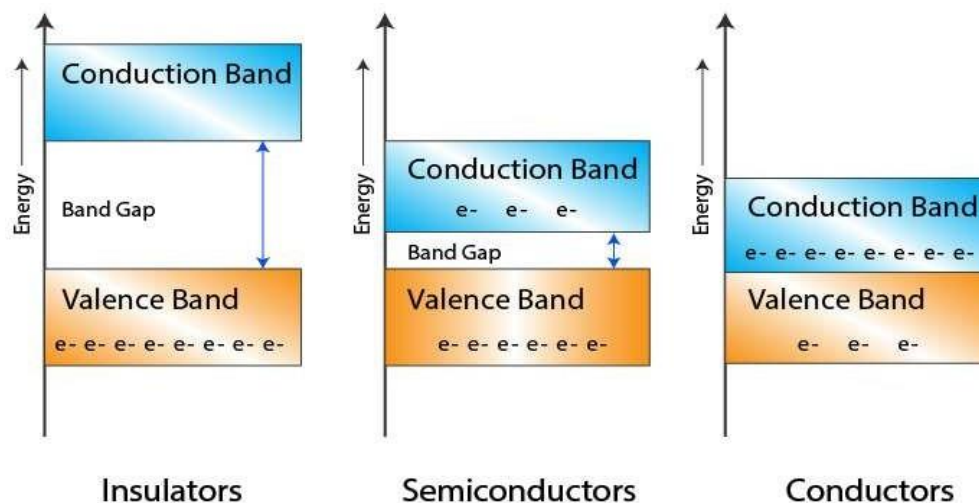 Energy
Conduction Band
Band Gap
Valence Band
e- e- e- e- e- e- e- e-
Insulators
Energy
Conduction Band
e- e- e-
Band Gap
Valence Band
e- e- e- e- e- e-
Semiconductors
Energy
Conduction Band
e- e- e- e- e- e- e- e-
Valence Band
e- e- e-
Conductors